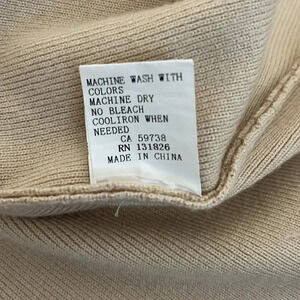 MACHINE WASH WITH
COLORS
MACHINE DRY
NO BLEACH
COOLIRON WHEN
NEEDED
CA 59738
RN 131826
MADE IN CHINA